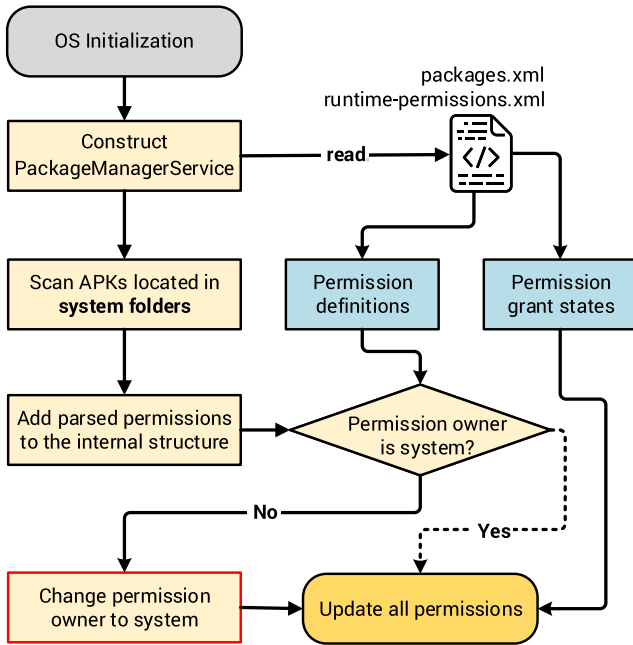 OS Initialization
packages.xml
runtime-permissions.xml
Construct
PackageManagerService
read
Scan APKs located in
system folders
Permission
definitions
Permission
grant states
Add parsed permissions
to the internal structure
Permission owner
is system?
No
Yes
Change permission
owner to system
Update all permissions